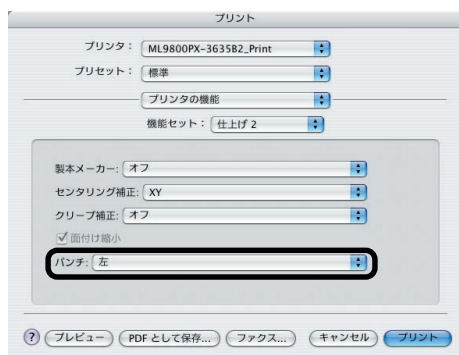 プリント
プリンタ： ML9800PX-3635B2_Print
プリセット： 標準
プリンタの機能
機能セット： 仕上げ 2
製本メーカー: オフ
センタリング補正: XY
クリープ補正: オフ
面付け縮小
パンチ: 左
? プレビュー PDF として保存... ファクス... キャンセル プリント